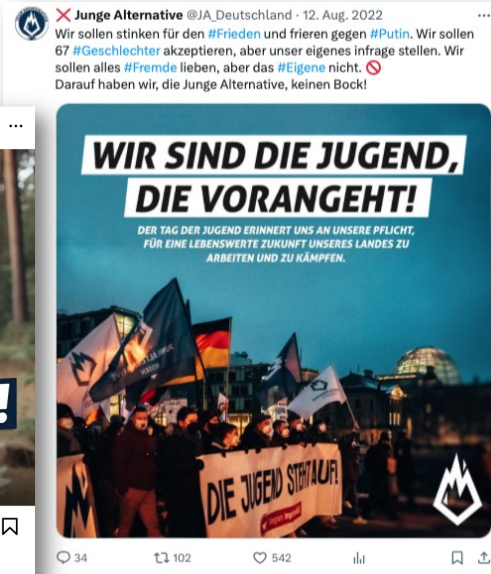 Junge Alternative @JA_Deutschland · 12. Aug. 2022
Wir sollen stinken für den #Frieden und frieren gegen #Putin. Wir sollen
67 #Geschlechter akzeptieren, aber unser eigenes infrage stellen. Wir
sollen alles #Fremde lieben, aber das #Eigene nicht. 🚫
Darauf haben wir, die Junge Alternative, keinen Bock!
WIR SIND DIE JUGEND,
DIE VORANGEHT!
DER TAG DER JUGEND ERINNERT UNS AN UNSERE PFLICHT,
FÜR EINE LEBENSWERTE ZUKUNFT UNSERES LANDES ZU
ARBEITEN UND ZU KÄMPFEN.
!
DIE JUGEND STEHT AUF!
34 102 542